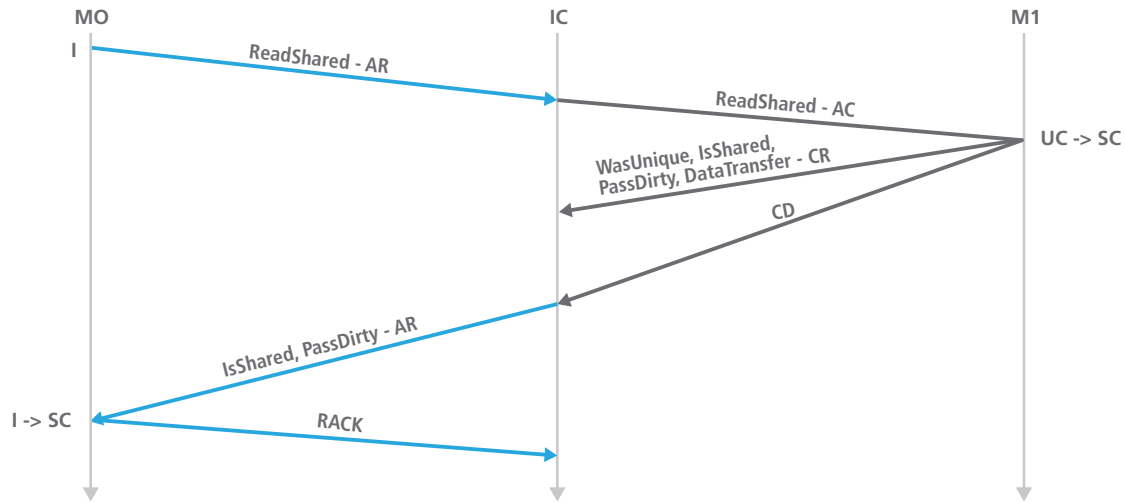 MO
IC
M1
I
ReadShared - AR
ReadShared - AC
UC -> SC
WasUnique, IsShared,
PassDirty, DataTransfer - CR
CD
IsShared, PassDirty - AR
I -> SC
RACK